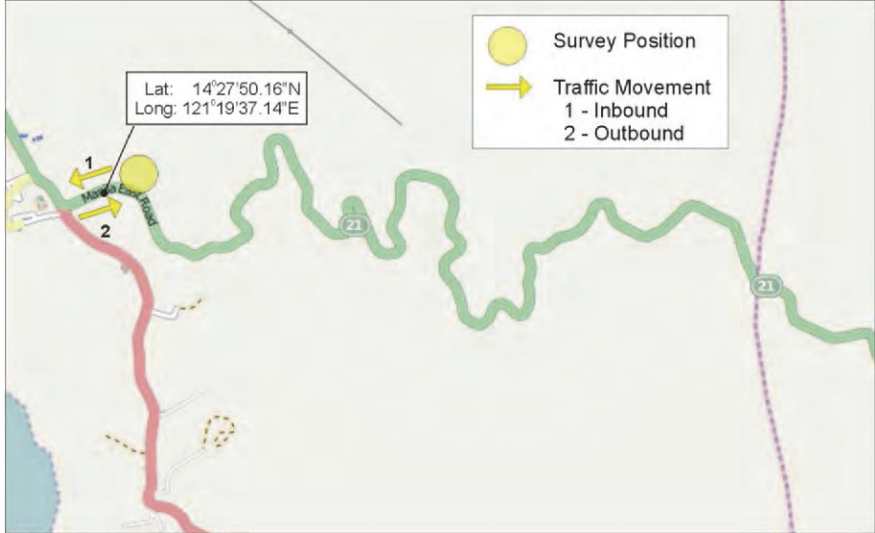 Survey Position
Traffic Movement
1 - Inbound
2 - Outbound
Lat: 14°27'50.16"N
Long: 121°19'37.14"E
1
Manila East Road
2
21
21